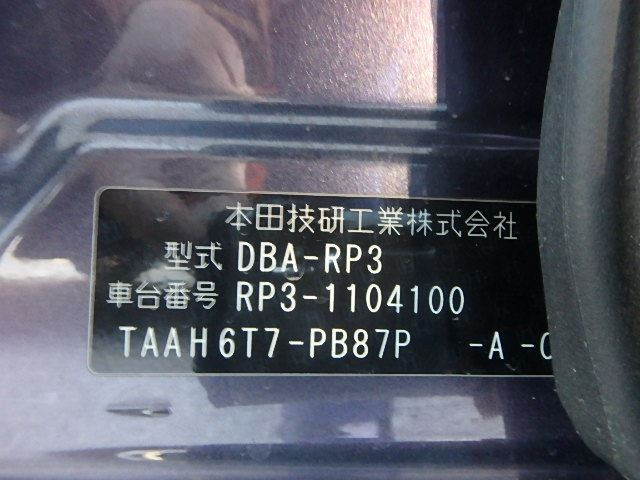 本田技研工業株式会社
型式 DBA-RP3
車台番号 RP3-1104100
TAAH6T7-PB87P -A -